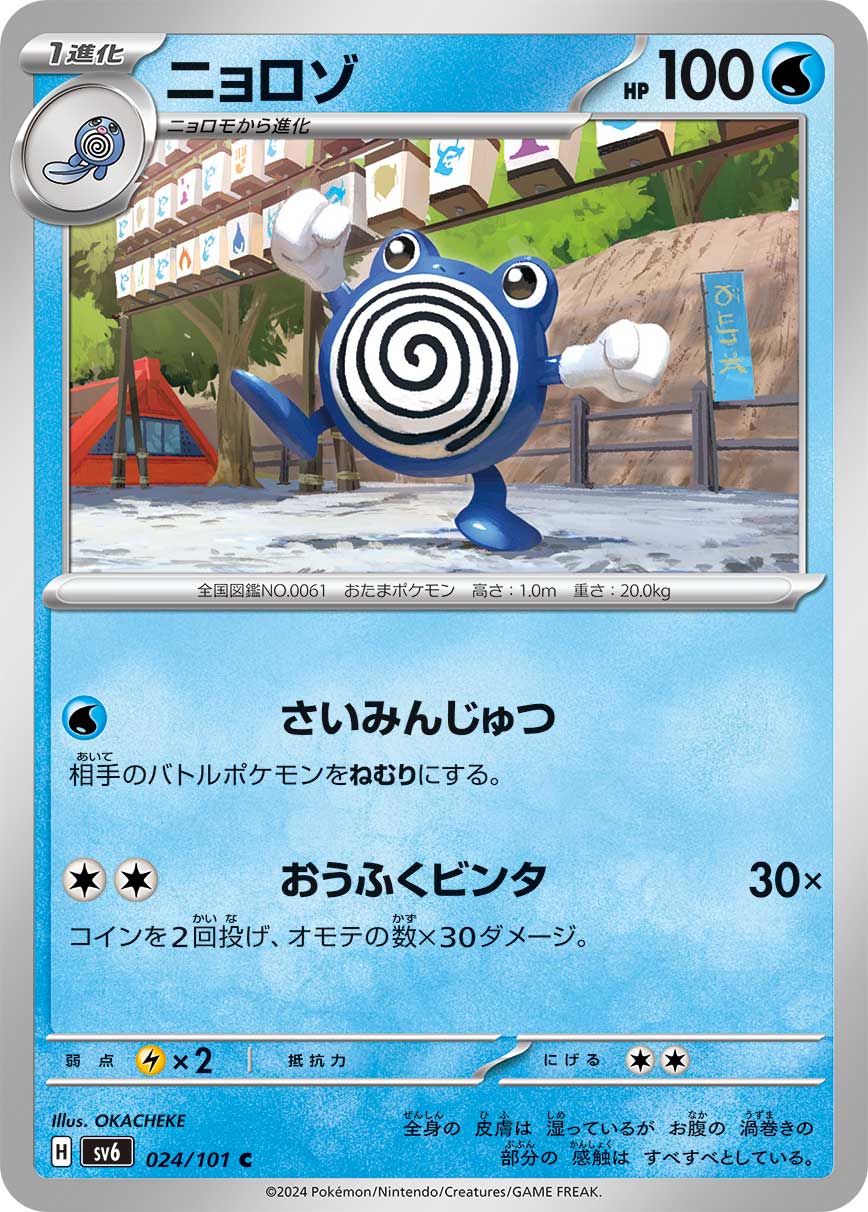 1進化
ニョロゾ
HP 100
ニョロモから進化
全国図鑑NO.0061 おたまポケモン 高さ:1.0m 重さ:20.0kg
さいみんじゅつ
相手のバトルポケモンをねむりにする。
おうふくビンタ 30×
コインを2回投げ、オモテの数×30ダメージ。
弱点 ×2 抵抗力 にげる
Illus. OKACHEKE
全身の 皮膚は 湿っているが お腹の 渦巻きの
部分の 感触は すべすべとしている。
H sv6 024/101 C
©2024 Pokémon/Nintendo/Creatures/GAME FREAK.